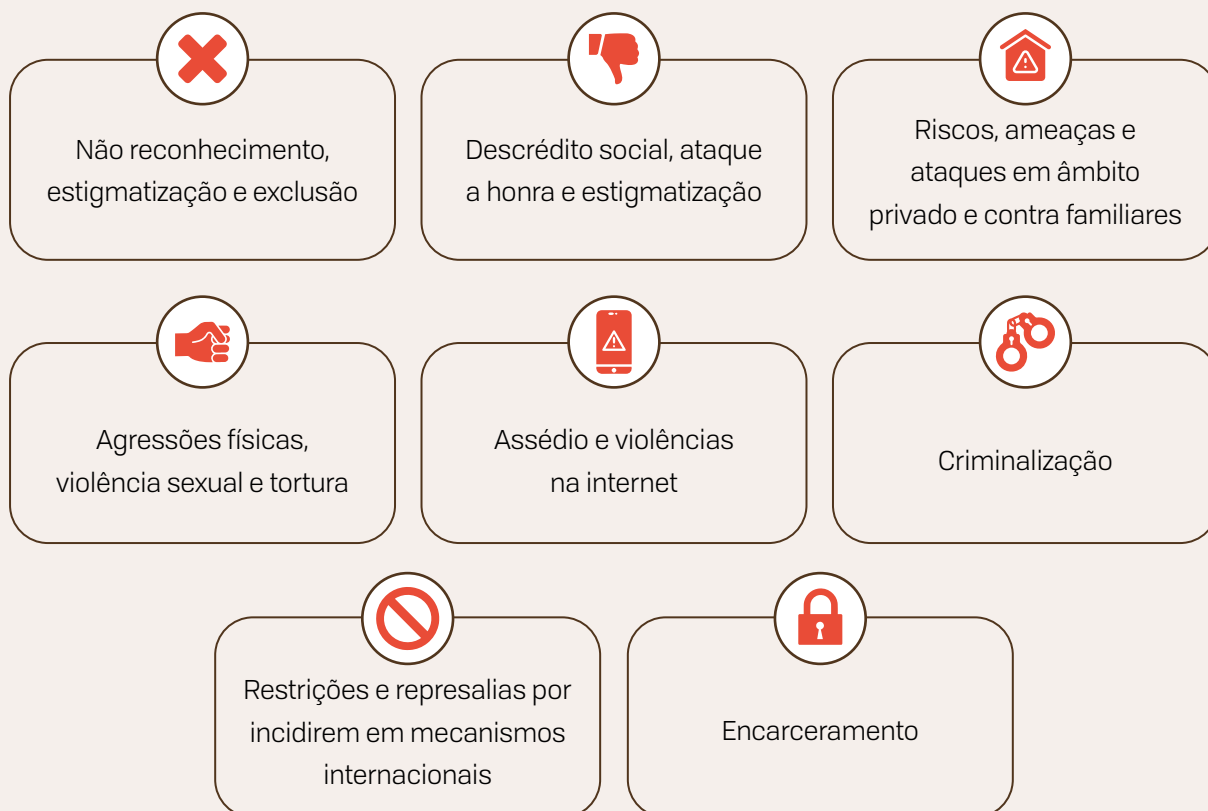 Não reconhecimento,
estigmatização e exclusão
Descrédito social, ataque
a honra e estigmatização
Riscos, ameaças e
ataques em âmbito
privado e contra familiares
Agressões físicas,
violência sexual e tortura
Assédio e violências
na internet
Criminalização
Restrições e represalias por
incidirem em mecanismos
internacionais
Encarceramento